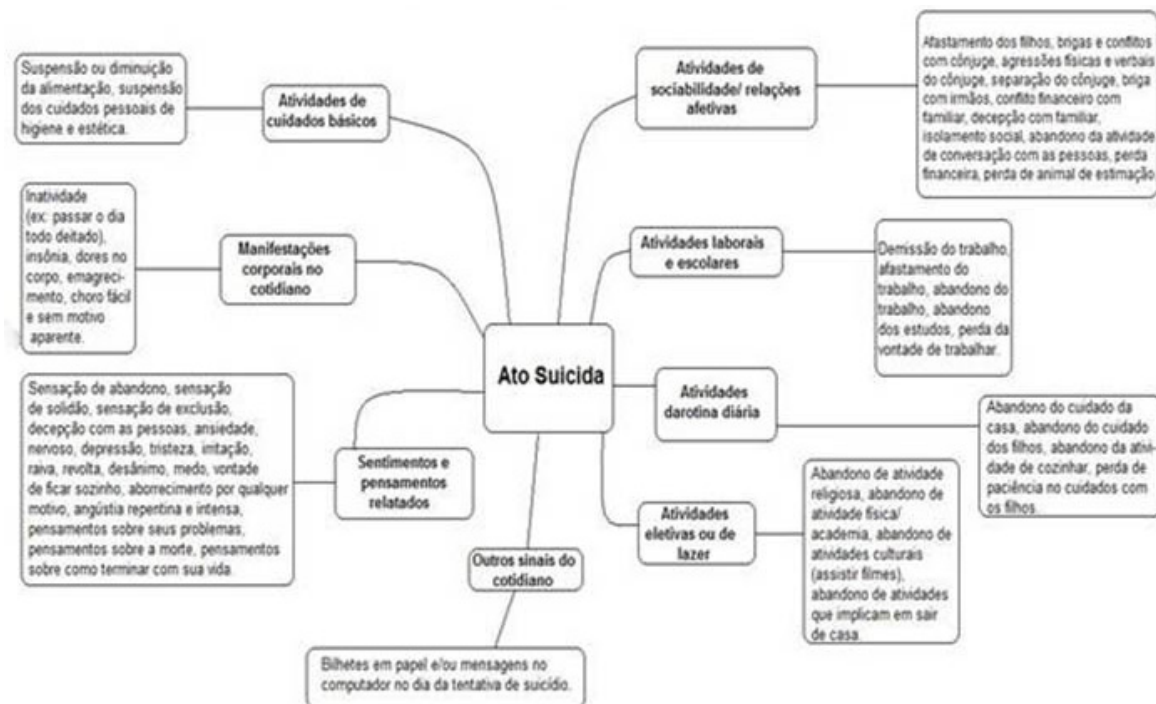 Suspensão ou diminuição
da alimentação, suspensão
dos cuidados pessoais de
higiene e estética.
Atividades de
cuidados básicos
Atividades de
sociabilidade/ relações
afetivas
Afastamento dos filhos, brigas e conflitos
com cônjuge, agressões físicas e verbais
do cônjuge, separação do cônjuge, briga
com irmãos, conflito financeiro com
familiar, decepção com familiar,
isolamento social, abandono da atividade
de conversação com as pessoas, perda
financeira, perda de animal de estimação
Inatividade
(ex: passar o dia
todo deitado),
insônia, dores no
corpo, emagreci-
mento, choro fácil
e sem motivo
aparente.
Manifestações
corporais no
cotidiano
Atividades laborais
e escolares
Demissão do trabalho,
afastamento do
trabalho, abandono do
trabalho, abandono
dos estudos, perda da
vontade de trabalhar.
Ato Suicida
Sensação de abandono, sensação
de solidão, sensação de exclusão,
decepção com as pessoas, ansiedade,
nervoso, depressão, tristeza, irritação,
raiva, revolta, desânimo, medo, vontade
de ficar sozinho, aborrecimento por qualquer
motivo, angústia repentina e intensa,
pensamentos sobre seus problemas,
pensamentos sobre a morte, pensamentos
sobre como terminar com sua vida.
Sentimentos e
pensamentos
relatados
Atividades
darotina diária
Abandono do cuidado da
casa, abandono do cuidado
dos filhos, abandono da ativi-
dade de cozinhar, perda de
paciência no cuidados com
os filhos.
Atividades
eletivas ou de
lazer
Abandono de atividade
religiosa, abandono de
atividade física/
academia, abandono de
atividades culturais
(assistir filmes),
abandono de atividades
que implicam em sair
de casa.
Outros sinais do
cotidiano
Bilhetes em papel e/ou mensagens no
computador no dia da tentativa de suicídio.